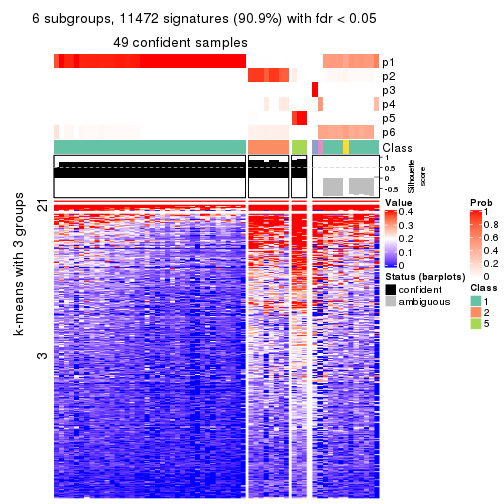 6 subgroups, 11472 signatures (90.9%) with fdr < 0.05
49 confident samples
p1
p2
p3
p4
p5
p6
Class
1
0.5
0
-0.5
Silhouette
score
k-means with 3 groups
21
3
Value
0.4
0.3
0.2
0.1
0
Status (barplots)
confident
ambiguous
Prob
1
0.8
0.6
0.4
0.2
0
Class
1
2
5